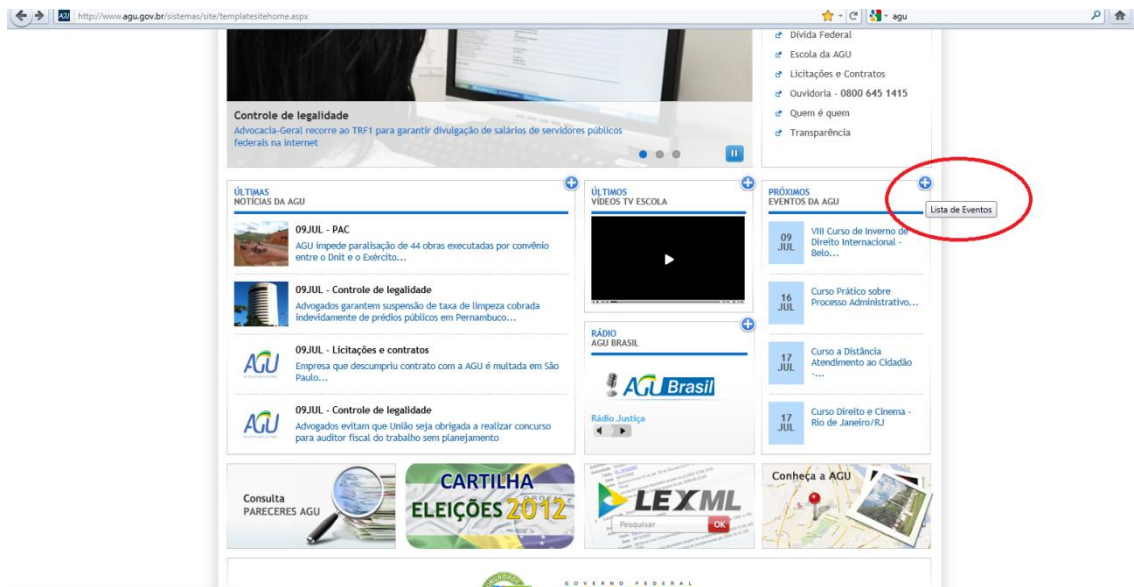 http://www.agu.gov.br/sistemas/site/templatesitehome.aspx
agu
Dívida Federal
Escola da AGU
Licitações e Contratos
Ouvidoria - 0800 645 1415
Quem é quem
Transparência
Controle de legalidade
Advocacia-Geral recorre ao TRF1 para garantir divulgação de salários de servidores públicos
federais na internet
ÚLTIMAS
NOTÍCIAS DA AGU
09.JUL - PAC
AGU impede paralisação de 44 obras executadas por convênio
entre o Dnit e o Exército...
09.JUL - Controle de legalidade
Advogados garantem suspensão de taxa de limpeza cobrada
indevidamente de prédios públicos em Pernambuco...
AGU
09.JUL - Licitações e contratos
Empresa que descumpriu contrato com a AGU é multada em São
Paulo...
AGU
09.JUL - Controle de legalidade
Advogados evitam que União seja obrigada a realizar concurso
para auditor fiscal do trabalho sem planejamento
ÚLTIMOS
VÍDEOS TV ESCOLA
RÁDIO
AGU BRASIL
AGU Brasil
Rádio Justiça
PRÓXIMOS
EVENTOS DA AGU
Lista de Eventos
09
JUL
VIII Curso de Inverno de
Direito Internacional -
Belo...
16
JUL
Curso Prático sobre
Processo Administrativo...
17
JUL
Curso a Distância
Atendimento ao Cidadão
-...
17
JUL
Curso Direito e Cinema -
Rio de Janeiro/RJ
Consulta
PARECERES AGU
CARTILHA
ELEIÇÕES 2012
LEXML
Pesquisar
OK
Conheça a AGU
GOVERNO FEDERAL